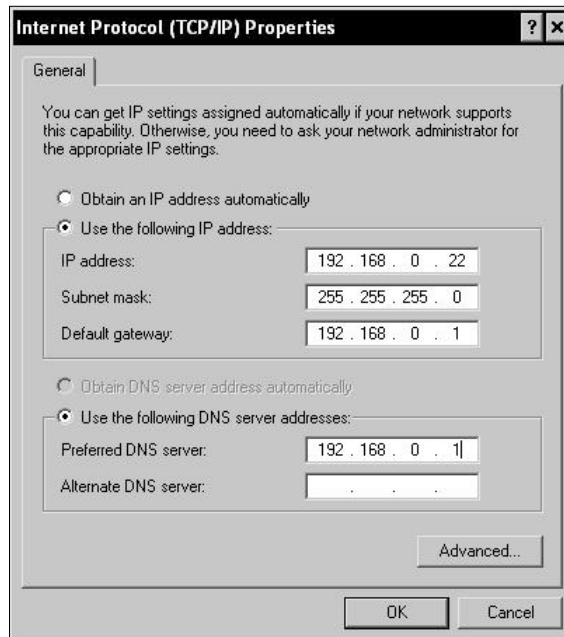 Internet Protocol (TCP/IP) Properties
General
You can get IP settings assigned automatically if your network supports
this capability. Otherwise, you need to ask your network administrator for
the appropriate IP settings.
Obtain an IP address automatically
Use the following IP address:
IP address: 192 . 168 . 0 . 22
Subnet mask: 255 . 255 . 255 . 0
Default gateway: 192 . 168 . 0 . 1
Obtain DNS server address automatically
Use the following DNS server addresses:
Preferred DNS server: 192 . 168 . 0 . 1
Alternate DNS server: . . .
Advanced...
OK Cancel